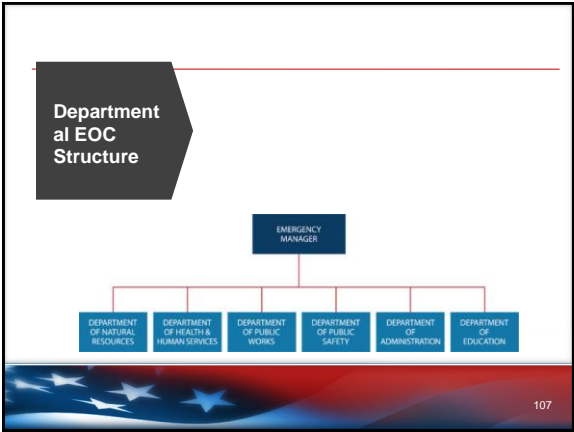 Department
al EOC
Structure
EMERGENCY
MANAGER
DEPARTMENT
OF NATURAL
RESOURCES
DEPARTMENT
OF HEALTH &
HUMAN SERVICES
DEPARTMENT
OF PUBLIC
WORKS
DEPARTMENT
OF PUBLIC
SAFETY
DEPARTMENT
OF
ADMINISTRATION
DEPARTMENT
OF
EDUCATION
107